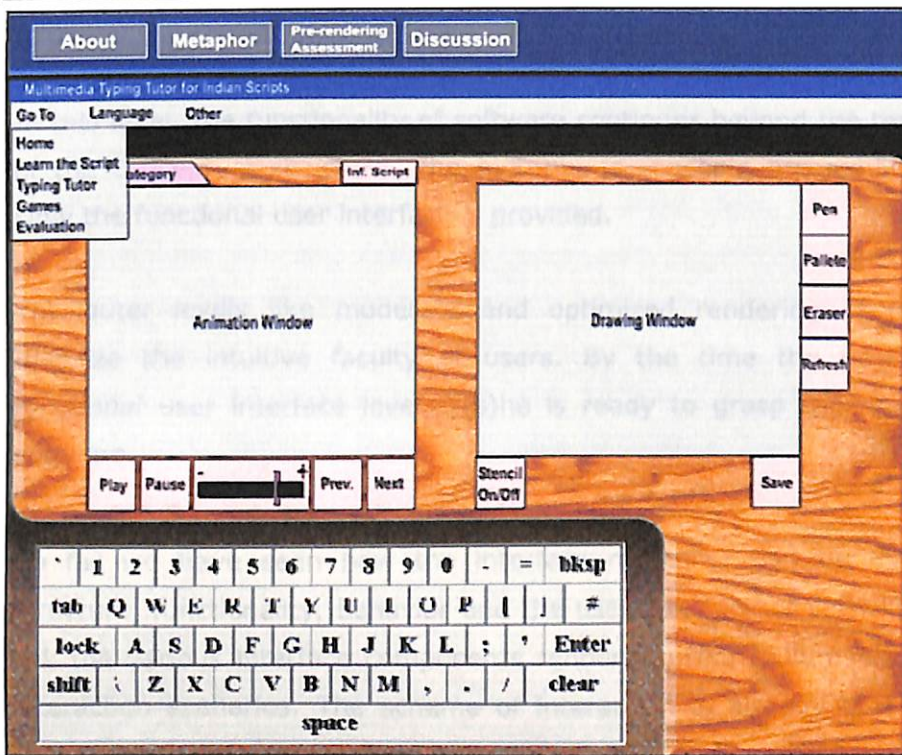 About Metaphor Pre-rendering Assessment Discussion
Multimedia Typing Tutor for Indian Scripts
Go To Language Other
Home
Learn the Script
Typing Tutor
Games
Evaluation
ategory Inf. Script
Animation Window
Drawing Window
Pen
Pallete
Eraser
Refresh
Play Pause - + Prev. Next
Stencil On/Off
Save
` 1 2 3 4 5 6 7 8 9 0 - = bksp
tab Q W E R T Y U I O P [ ] #
lock A S D F G H J K L ; ' Enter
shift \ Z X C V B N M , . / clear
space